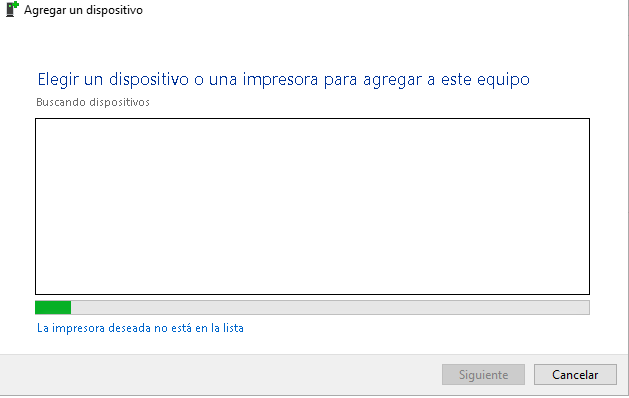 Agregar un dispositivo
Elegir un dispositivo o una impresora para agregar a este equipo
Buscando dispositivos
La impresora deseada no está en la lista
Siguiente
Cancelar